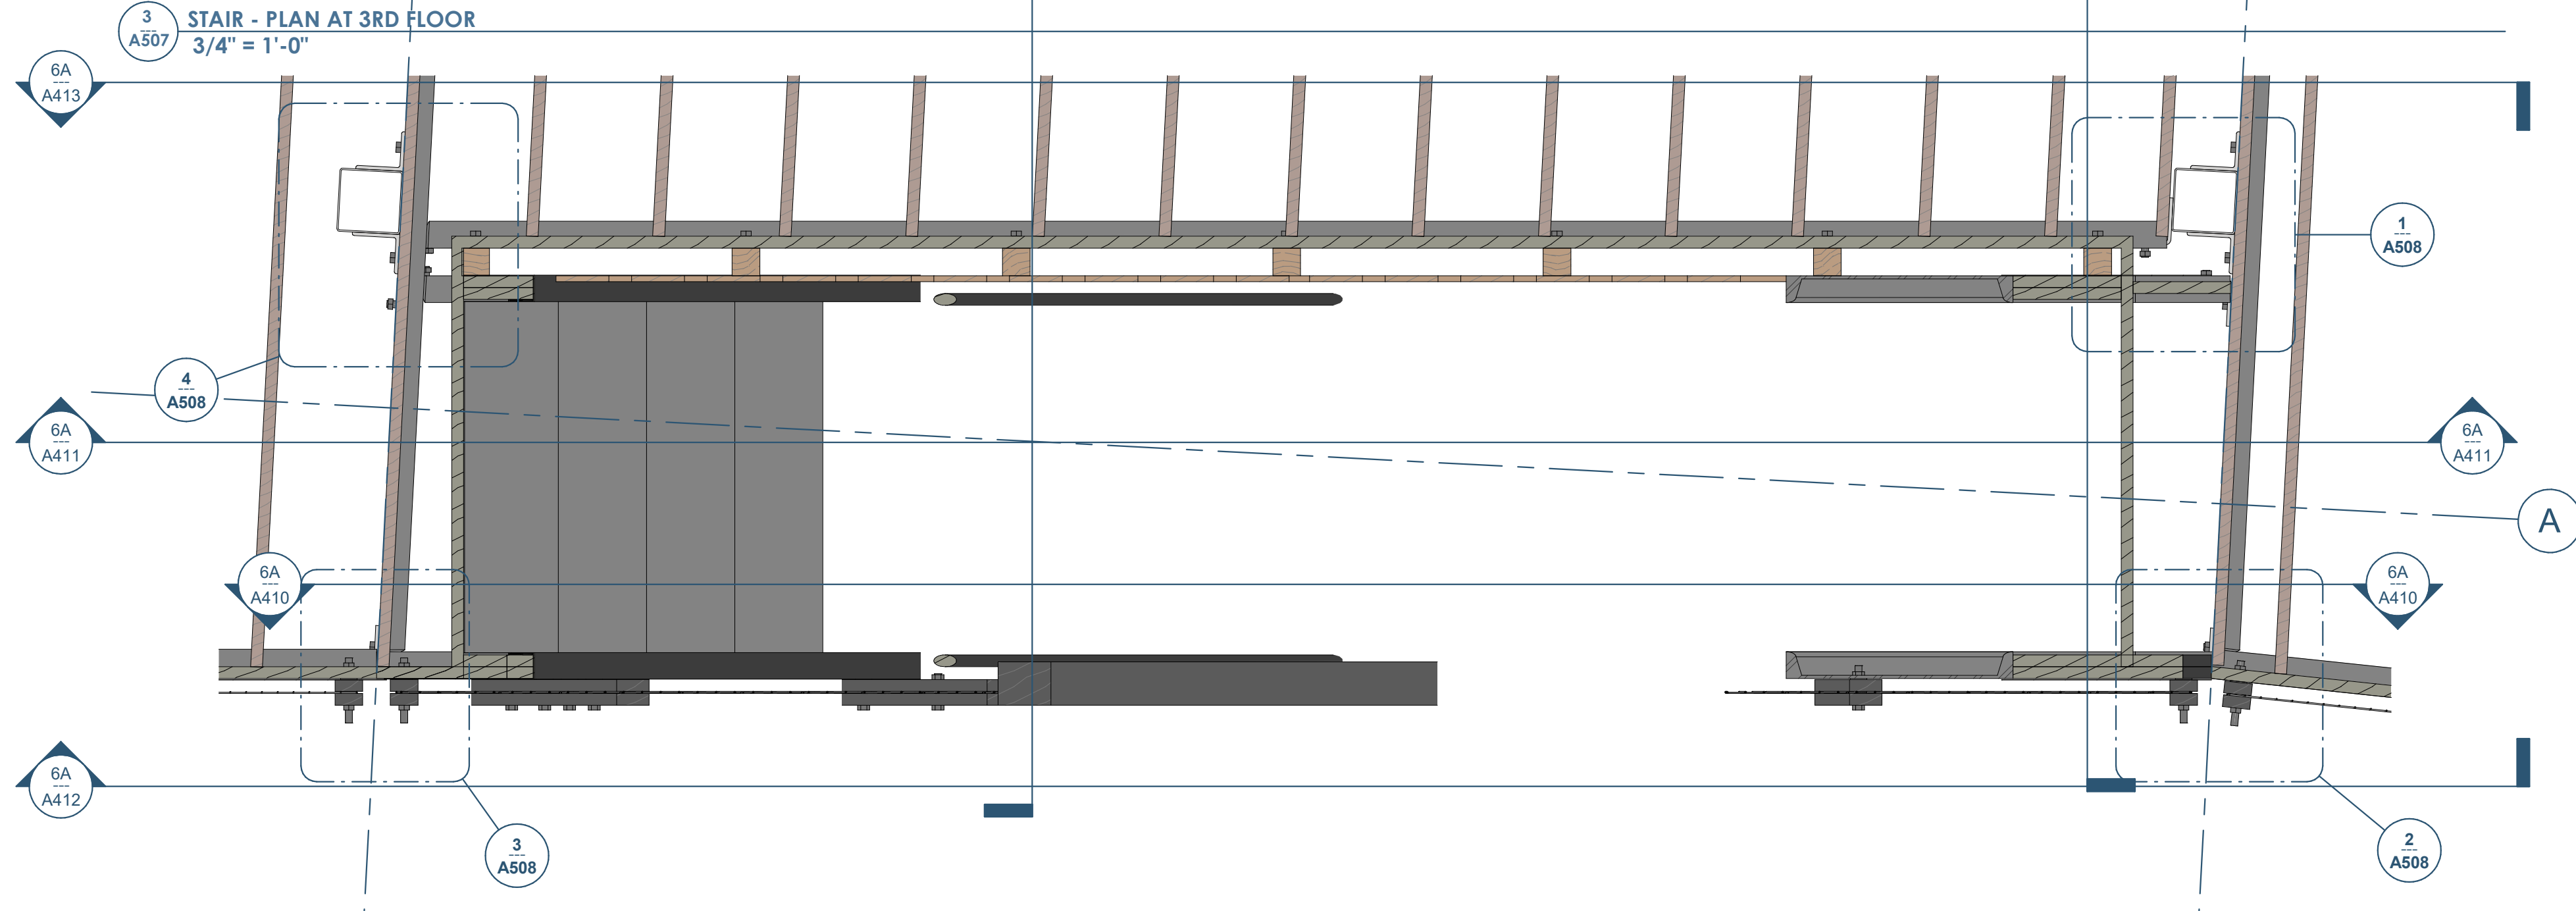 3
---
A507
STAIR - PLAN AT 3RD FLOOR
3/4" = 1'-0"
6A
---
A413
1
---
A508
4
---
A508
6A
---
A411
6A
---
A411
A
6A
---
A410
6A
---
A410
6A
---
A412
3
---
A508
2
---
A508